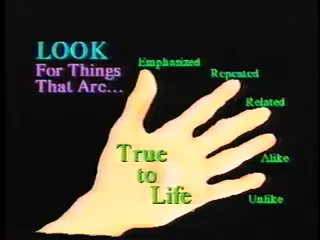 LOOK
For Things
That Are...
Emphasized
Repeated
Related
Alike
Unlike
True
to
Life